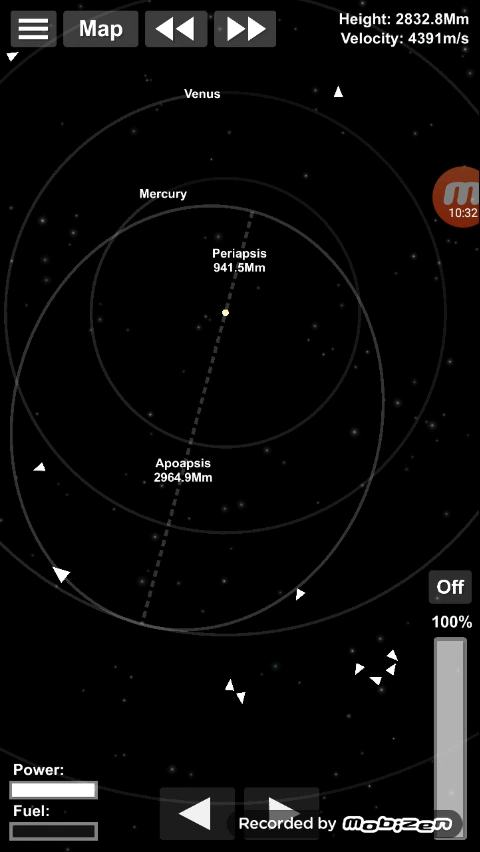 Map
Height: 2832.8Mm
Velocity: 4391m/s
Venus
Mercury
10:32
Periapsis
941.5Mm
Apoapsis
2964.9Mm
Off
100%
Power:
Fuel:
Recorded by mobizen